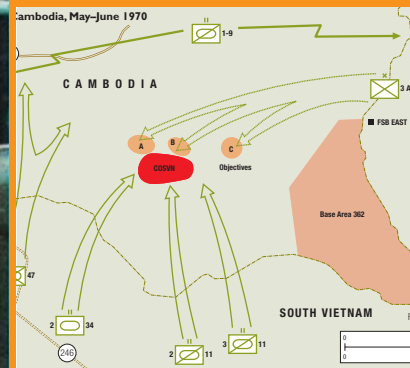 Cambodia, May–June 1970
1-9
CAMBODIA
3 A
FSB EAST
A
B
C
COSVN
Objectives
Base Area 362
47
SOUTH VIETNAM
2 34
3 11
246
2 11
0
0